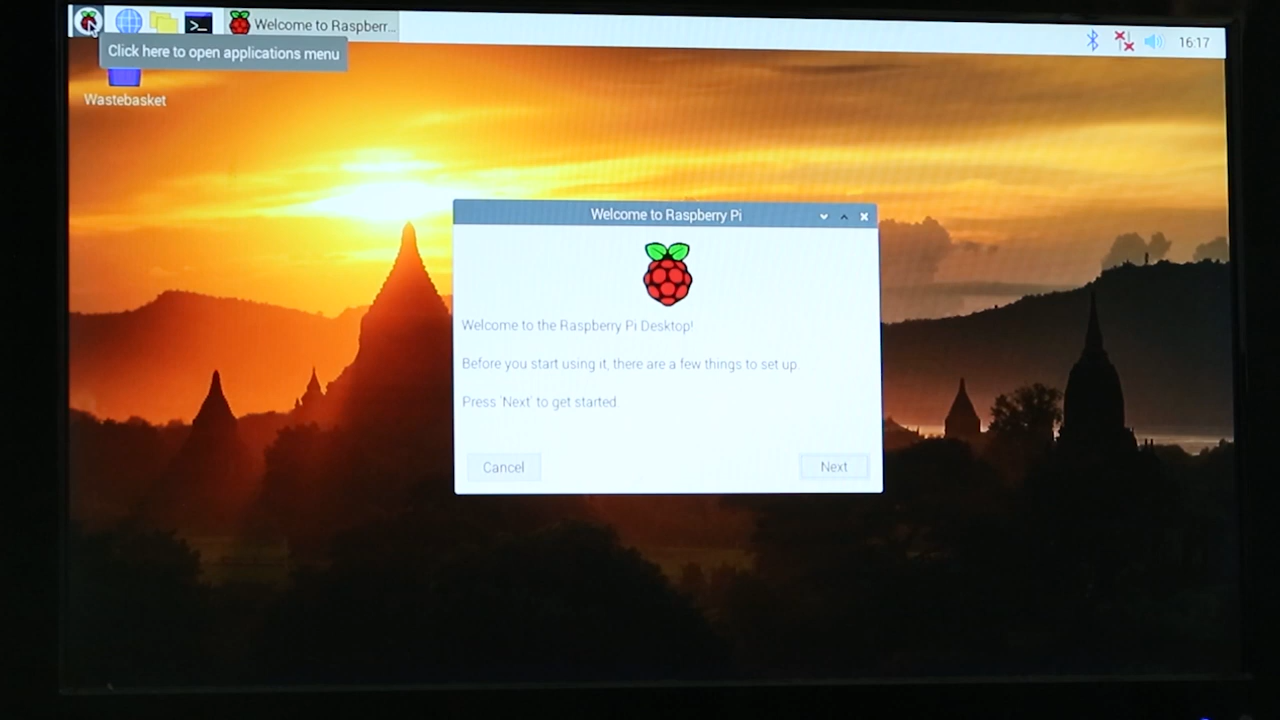 Welcome to Raspberr...
16:17
Click here to open applications menu
Wastebasket
Welcome to Raspberry Pi
Welcome to the Raspberry Pi Desktop!
Before you start using it, there are a few things to set up.
Press 'Next' to get started.
Cancel
Next